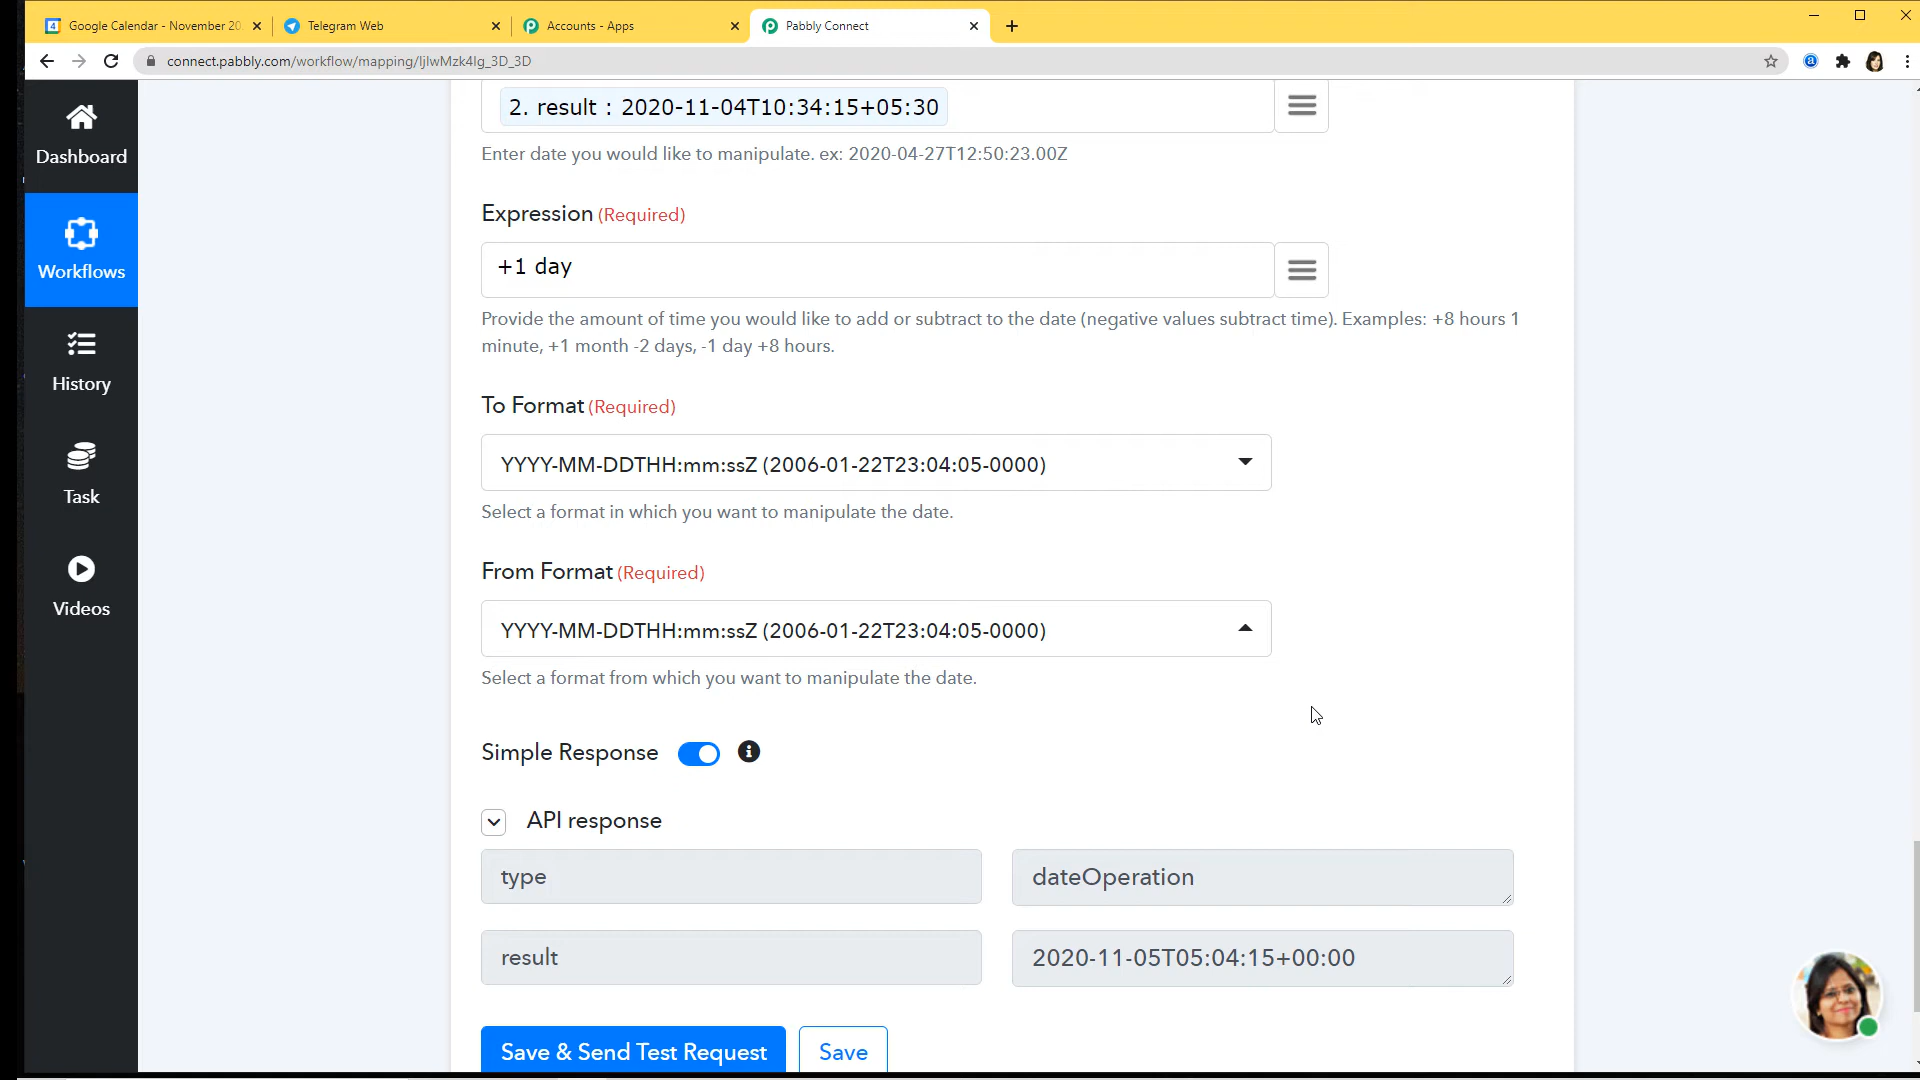 Google Calendar - November 20
Telegram Web
Accounts - Apps
Pabbly Connect
connect.pabbly.com/workflow/mapping/IjIwMzk4Ig_3D_3D
Dashboard
Workflows
History
Task
Videos
2. result : 2020-11-04T10:34:15+05:30
Enter date you would like to manipulate. ex: 2020-04-27T12:50:23.00Z
Expression (Required)
+1 day
Provide the amount of time you would like to add or subtract to the date (negative values subtract time). Examples: +8 hours 1
minute, +1 month -2 days, -1 day +8 hours.
To Format (Required)
YYYY-MM-DDTHH:mm:ssZ (2006-01-22T23:04:05-0000)
Select a format in which you want to manipulate the date.
From Format (Required)
YYYY-MM-DDTHH:mm:ssZ (2006-01-22T23:04:05-0000)
Select a format from which you want to manipulate the date.
Simple Response
API response
type
dateOperation
result
2020-11-05T05:04:15+00:00
Save & Send Test Request
Save